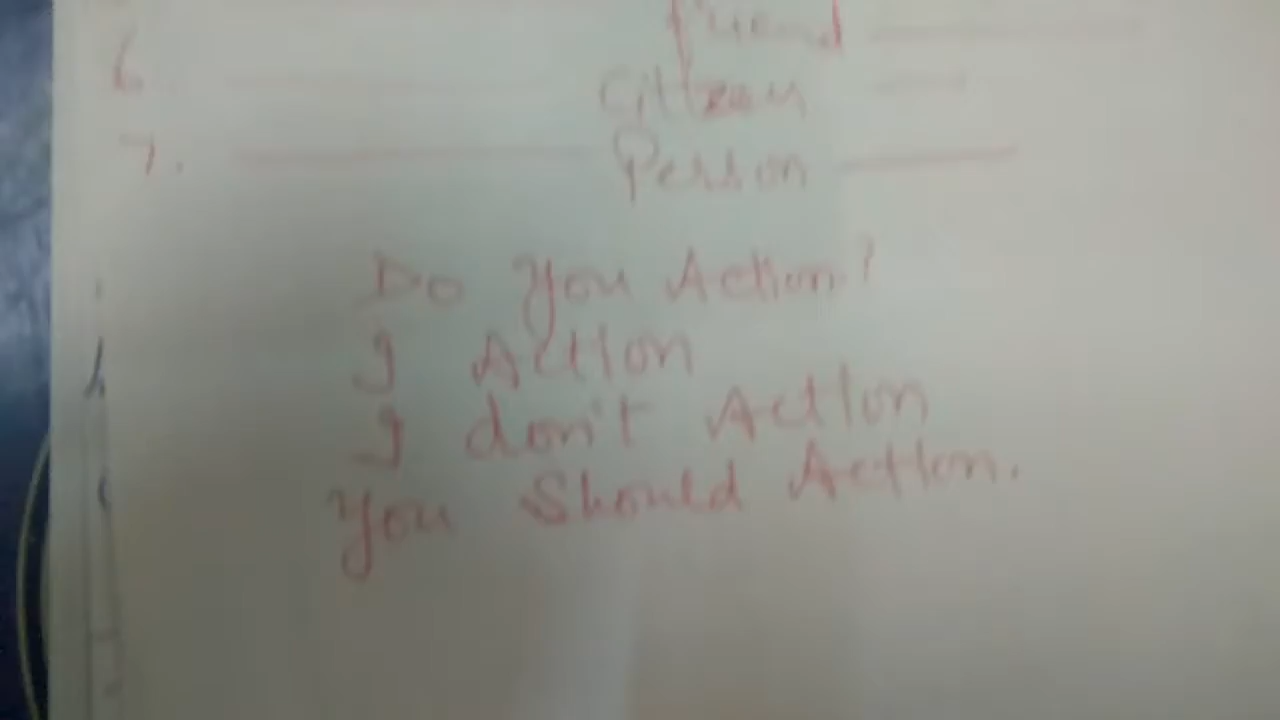 friend
6. Citizen
7. Person
Do You Action?
I Action
I don't Action
You Should Action.